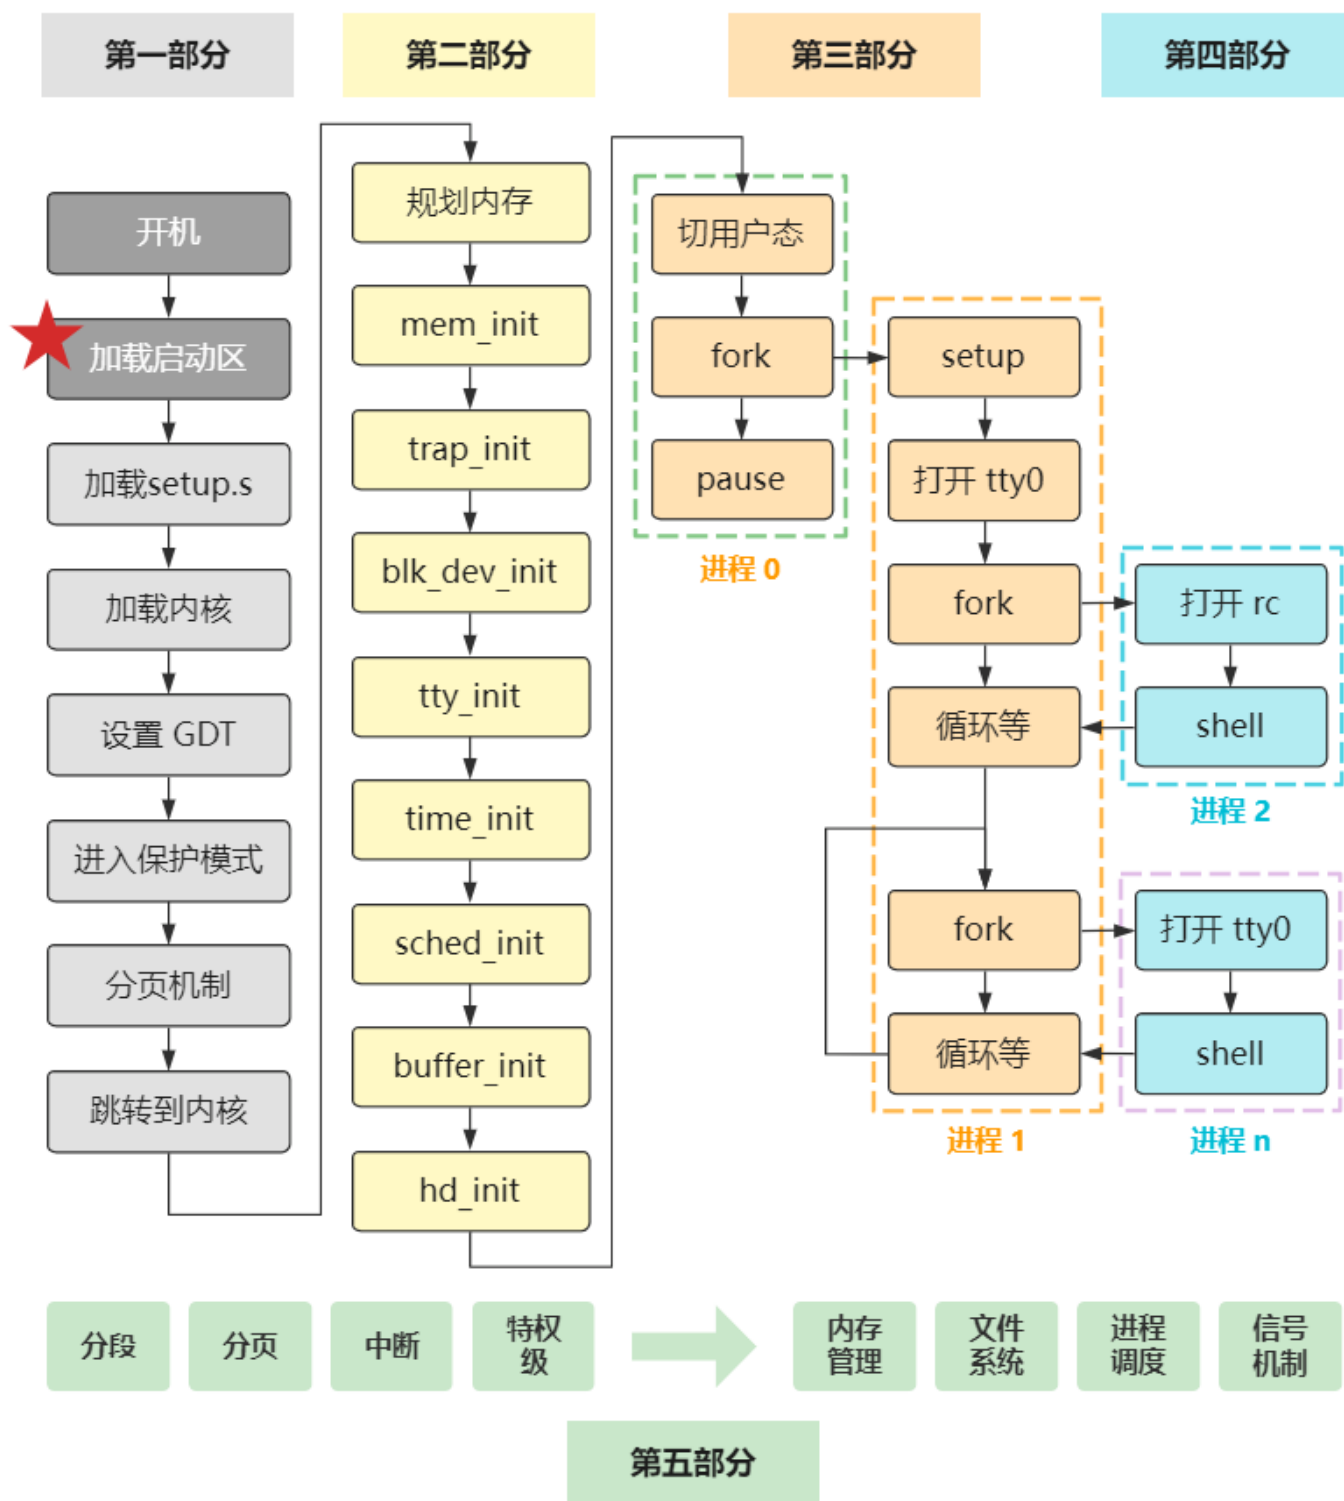 第一部分
第二部分
第三部分
第四部分
开机
加载启动区
加载setup.s
加载内核
设置 GDT
进入保护模式
分页机制
跳转到内核
规划内存
mem_init
trap_init
blk_dev_init
tty_init
time_init
sched_init
buffer_init
hd_init
切用户态
fork
pause
进程 0
setup
打开 tty0
fork
循环等
fork
循环等
进程 1
打开 rc
shell
进程 2
打开 tty0
shell
进程 n
分段
分页
中断
特权
级
内存
管理
文件
系统
进程
调度
信号
机制
第五部分